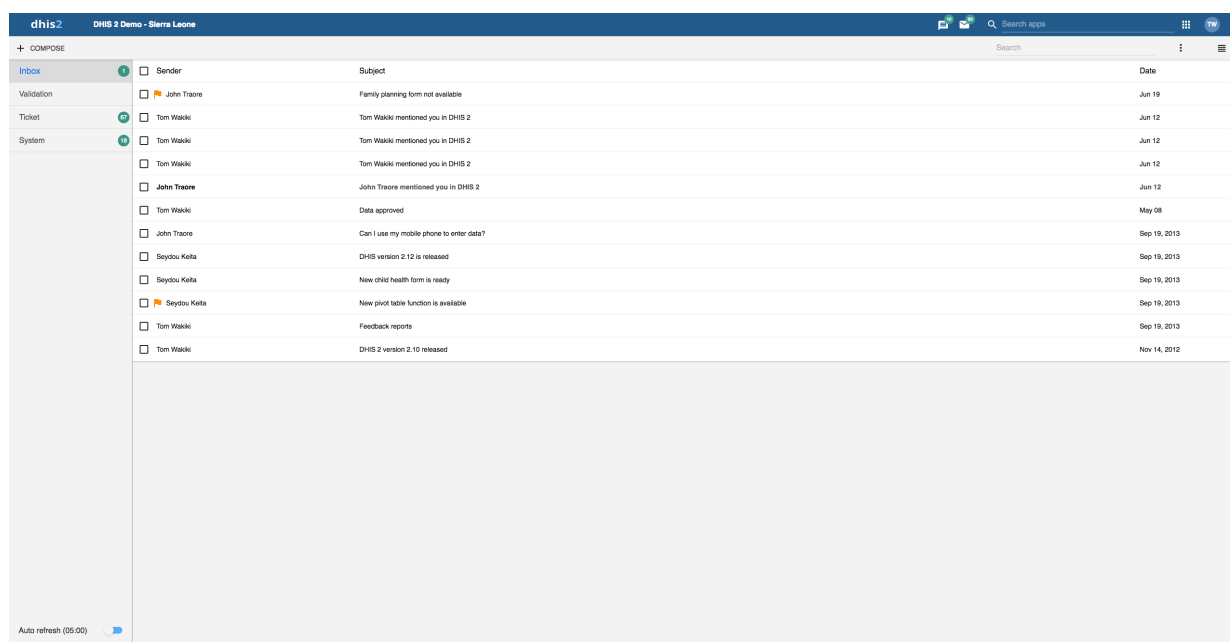 dhis2 DHIS 2 Demo - Sierra Leone Search apps TW
+ COMPOSE Search
Inbox 1 Sender Subject Date
Validation John Traore Family planning form not available Jun 19
Ticket 67 Tom Wakiki Tom Wakiki mentioned you in DHIS 2 Jun 12
System 18 Tom Wakiki Tom Wakiki mentioned you in DHIS 2 Jun 12
Tom Wakiki Tom Wakiki mentioned you in DHIS 2 Jun 12
John Traore John Traore mentioned you in DHIS 2 Jun 12
Tom Wakiki Data approved May 08
John Traore Can I use my mobile phone to enter data? Sep 19, 2013
Seydou Keita DHIS version 2.12 is released Sep 19, 2013
Seydou Keita New child health form is ready Sep 19, 2013
Seydou Keita New pivot table function is available Sep 19, 2013
Tom Wakiki Feedback reports Sep 19, 2013
Tom Wakiki DHIS 2 version 2.10 released Nov 14, 2012
Auto refresh (05:00)